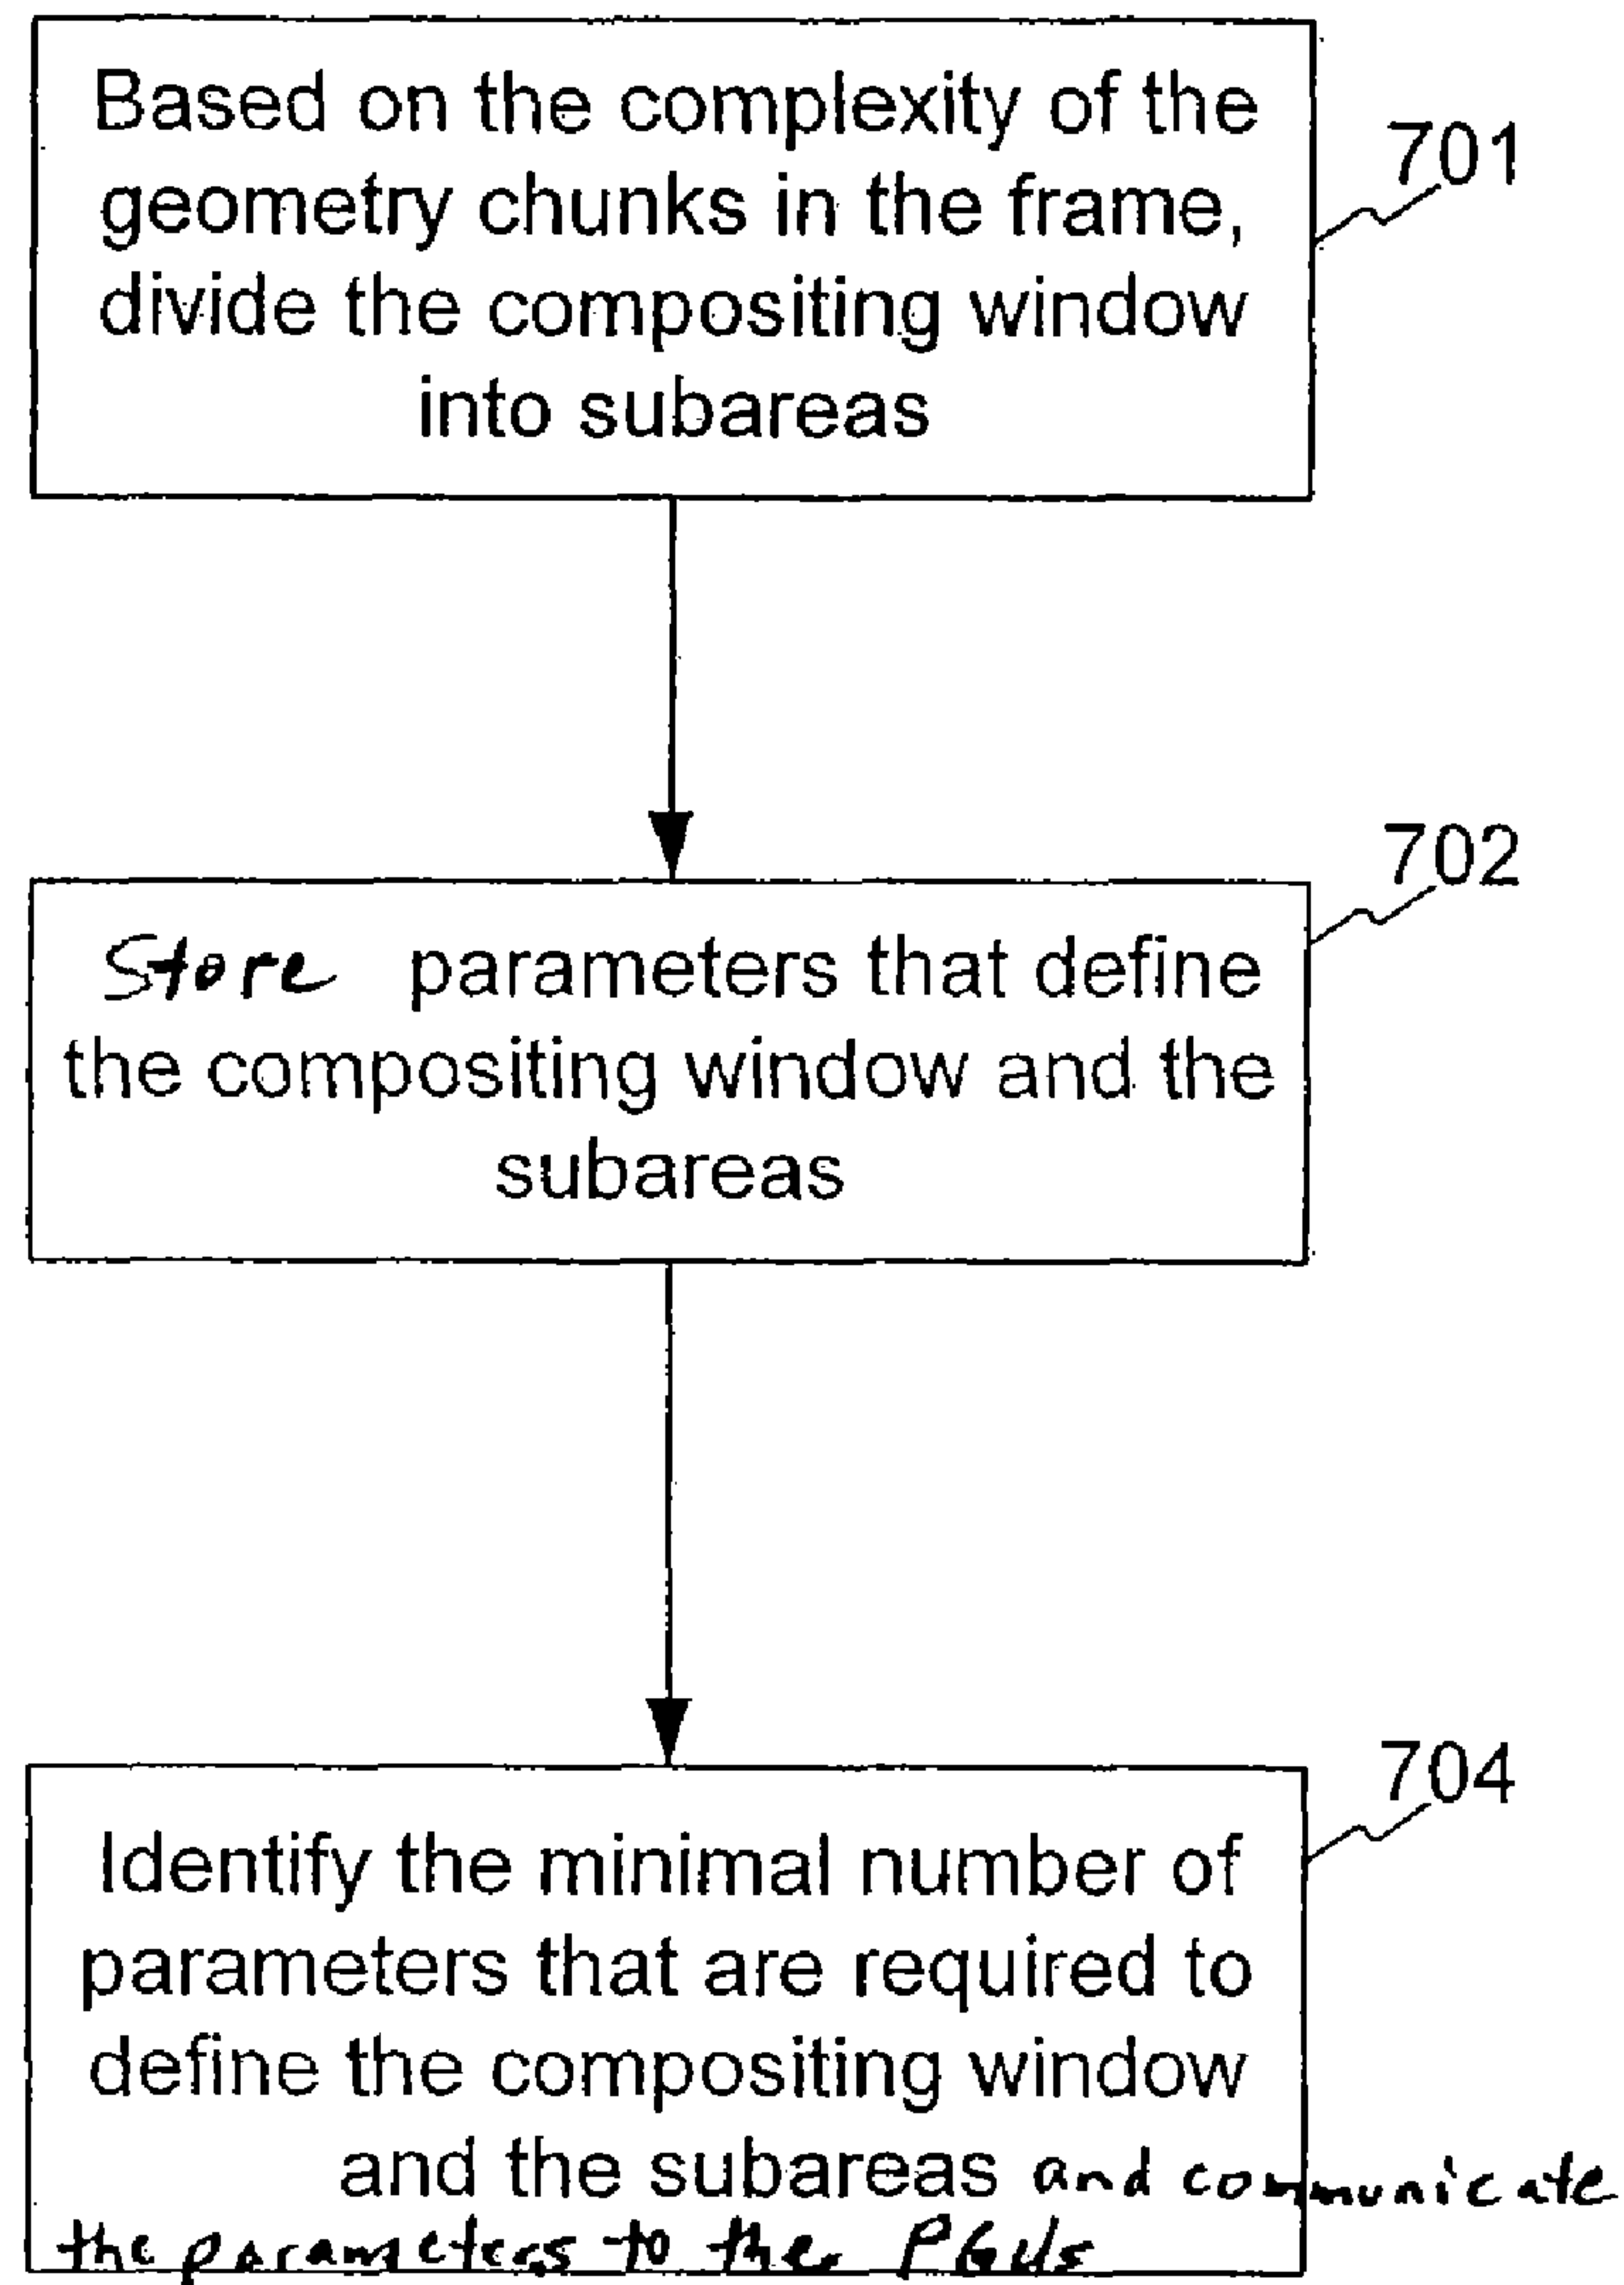 Based on the complexity of the
geometry chunks in the frame,
divide the compositing window
into subareas
701
Store parameters that define
the compositing window and the
subareas
702
Identify the minimal number of
parameters that are required to
define the compositing window
and the subareas and communicate
the parameters to the PGUs
704